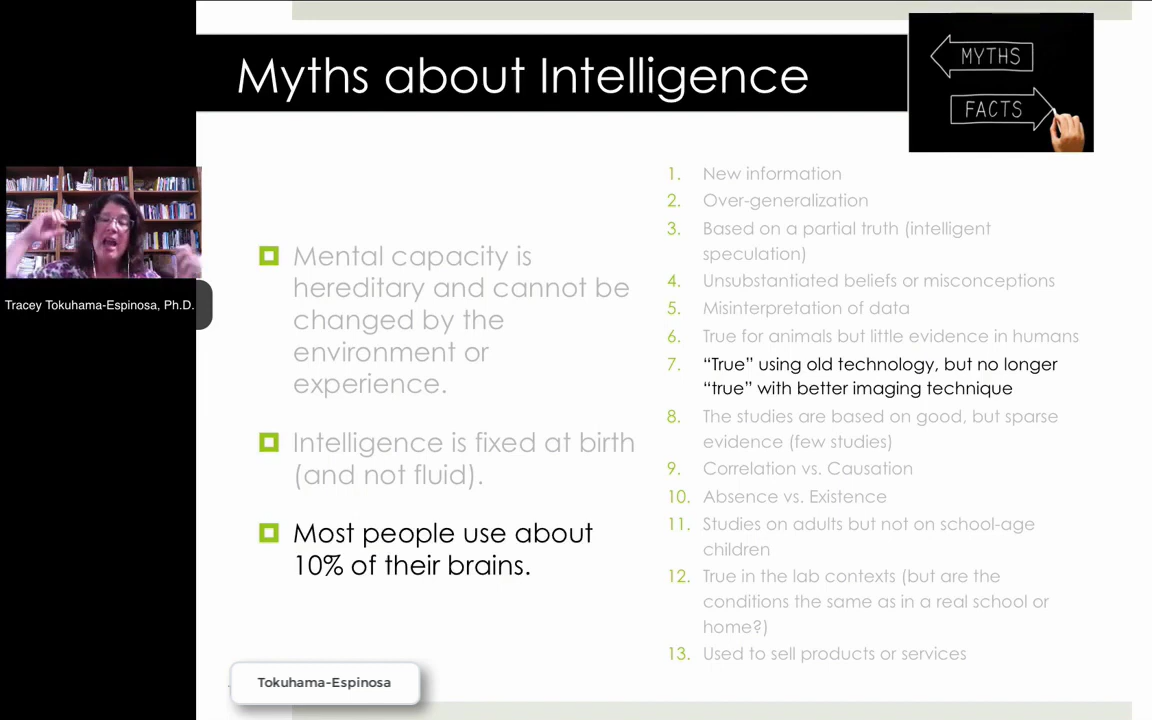 Myths about Intelligence
MYTHS
FACTS
Tracey Tokuhama-Espinosa, Ph.D.
Mental capacity is
hereditary and cannot be
changed by the
environment or
experience.
Intelligence is fixed at birth
(and not fluid).
Most people use about
10% of their brains.
1. New information
2. Over-generalization
3. Based on a partial truth (intelligent
speculation)
4. Unsubstantiated beliefs or misconceptions
5. Misinterpretation of data
6. True for animals but little evidence in humans
7. “True” using old technology, but no longer
“true” with better imaging technique
8. The studies are based on good, but sparse
evidence (few studies)
9. Correlation vs. Causation
10. Absence vs. Existence
11. Studies on adults but not on school-age
children
12. True in the lab contexts (but are the
conditions the same as in a real school or
home?)
13. Used to sell products or services
Tokuhama-Espinosa